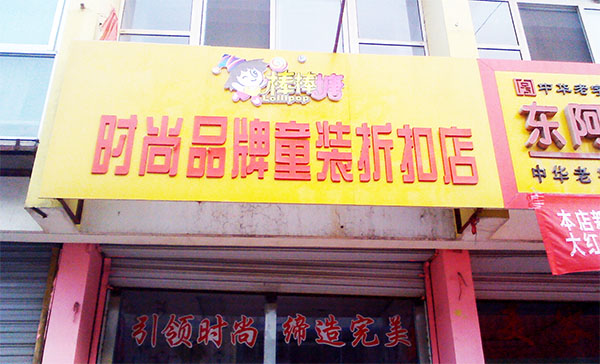 棒棒糖
Lollipop
时尚品牌童装折扣店
引领时尚 缔造完美
中华老字
东阿
中华老
本店
大红